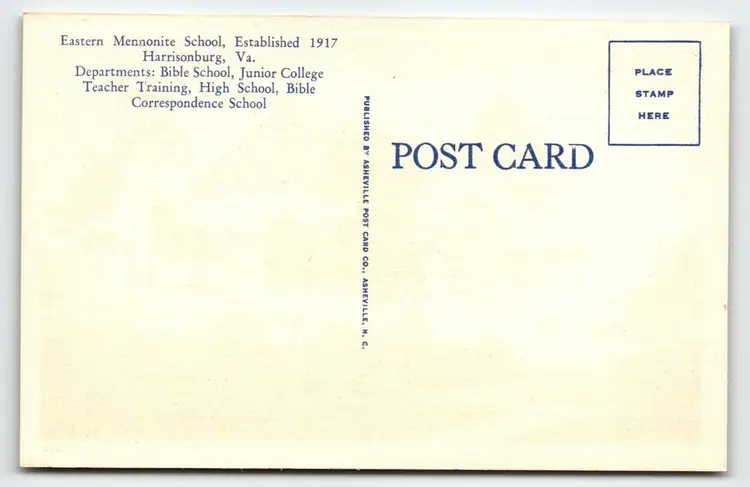 Eastern Mennonite School, Established 1917
Harrisonburg, Va.
Departments: Bible School, Junior College
Teacher Training, High School, Bible
Correspondence School
PUBLISHED BY ASHEVILLE POST CARD CO., ASHEVILLE, N. C.
POST CARD
PLACE
STAMP
HERE